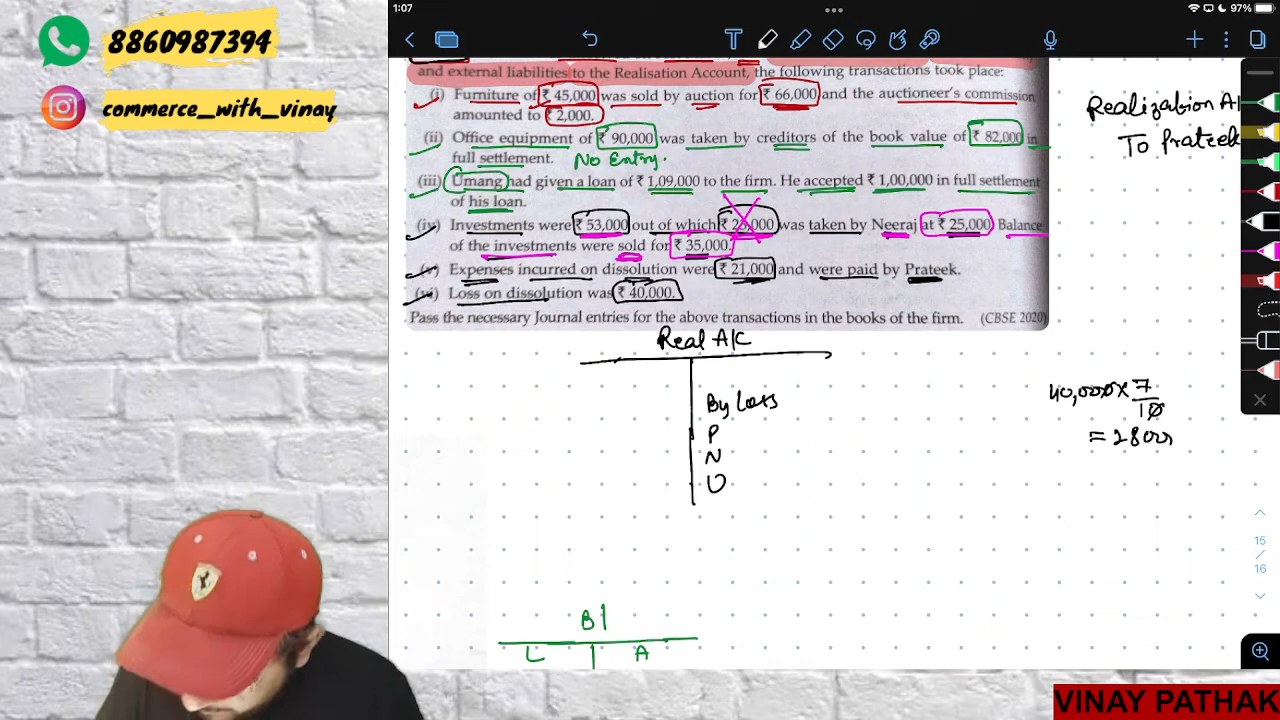 8860987394
commerce_with_vinay
1:07
97%
and external liabilities to the Realisation Account, the following transactions took place:
(i) Furniture of ₹ 45,000 was sold by auction for ₹ 66,000 and the auctioneer's commission
amounted to ₹ 2,000.
(ii) Office equipment of ₹ 90,000 was taken by creditors of the book value of ₹ 82,000 in
full settlement. No Entry.
(iii) Umang had given a loan of ₹ 1,09,000 to the firm. He accepted ₹ 1,00,000 in full settlement
of his loan.
(iv) Investments were ₹ 53,000 out of which was taken by Neeraj at ₹ 25,000 Balance
of the investments were sold for ₹ 35,000.
(v) Expenses incurred on dissolution were ₹ 21,000 and were paid by Prateek.
(vi) Loss on dissolution was ₹ 40,000.
Pass the necessary Journal entries for the above transactions in the books of the firm. (CBSE 2020)
Realization A/
To Prateek
Real A/C
By Loss
P
N
U
40,000 × 7
10
= 28000
B/
L A
15
/
16
VINAY PATHAK